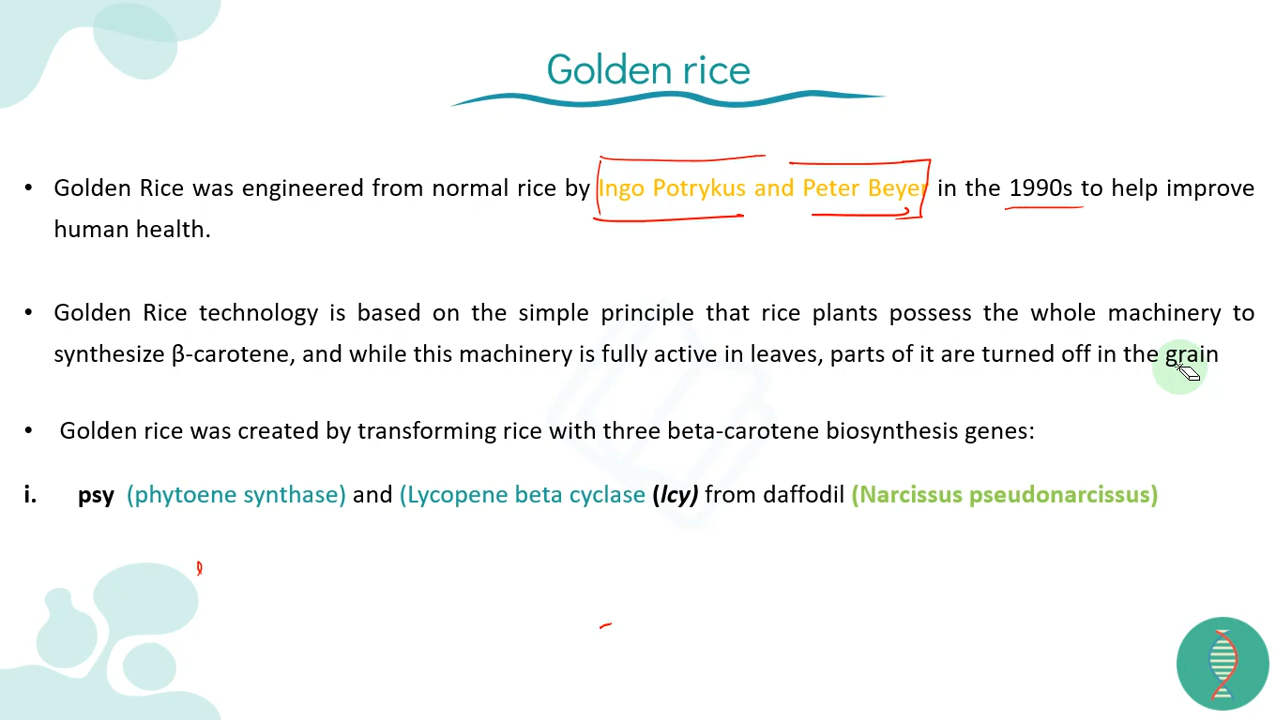 Golden rice
• Golden Rice was engineered from normal rice by Ingo Potrykus and Peter Beyer in the 1990s to help improve
human health.
• Golden Rice technology is based on the simple principle that rice plants possess the whole machinery to
synthesize β-carotene, and while this machinery is fully active in leaves, parts of it are turned off in the grain
• Golden rice was created by transforming rice with three beta-carotene biosynthesis genes:
i. psy (phytoene synthase) and (Lycopene beta cyclase (lcy) from daffodil (Narcissus pseudonarcissus)